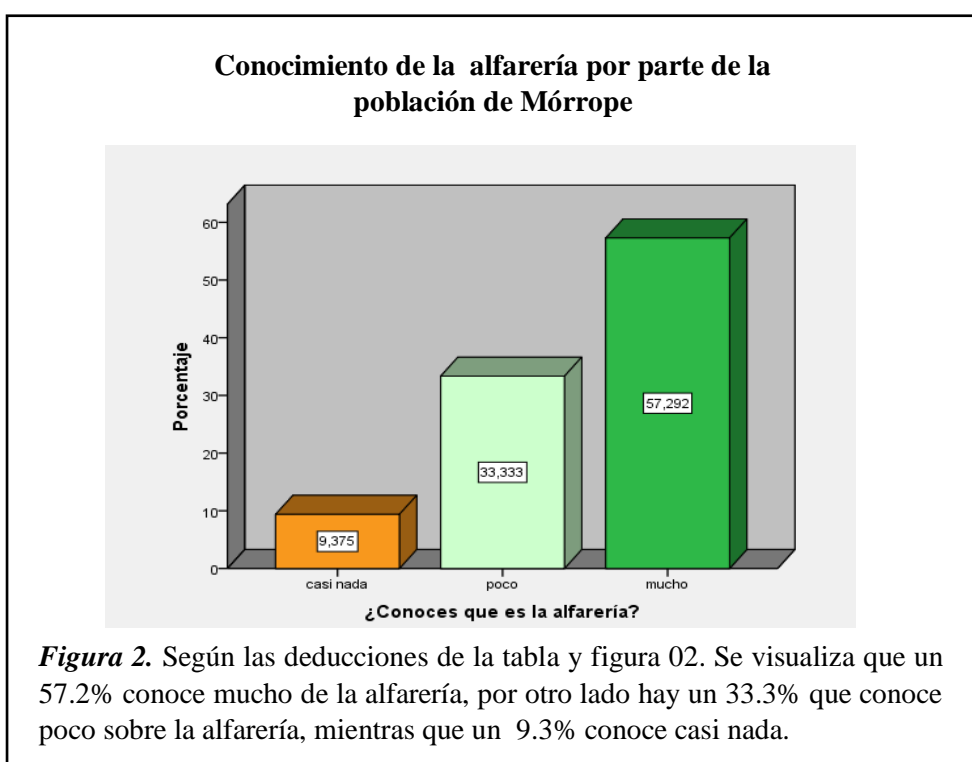 Conocimiento de la alfarería por parte de la
población de Mórrope
Porcentaje
60
50
40
30
20
10
0
9,375
33,333
57,292
casi nada
poco
mucho
¿Conoces que es la alfarería?
Figura 2. Según las deducciones de la tabla y figura 02. Se visualiza que un
57.2% conoce mucho de la alfarería, por otro lado hay un 33.3% que conoce
poco sobre la alfarería, mientras que un 9.3% conoce casi nada.